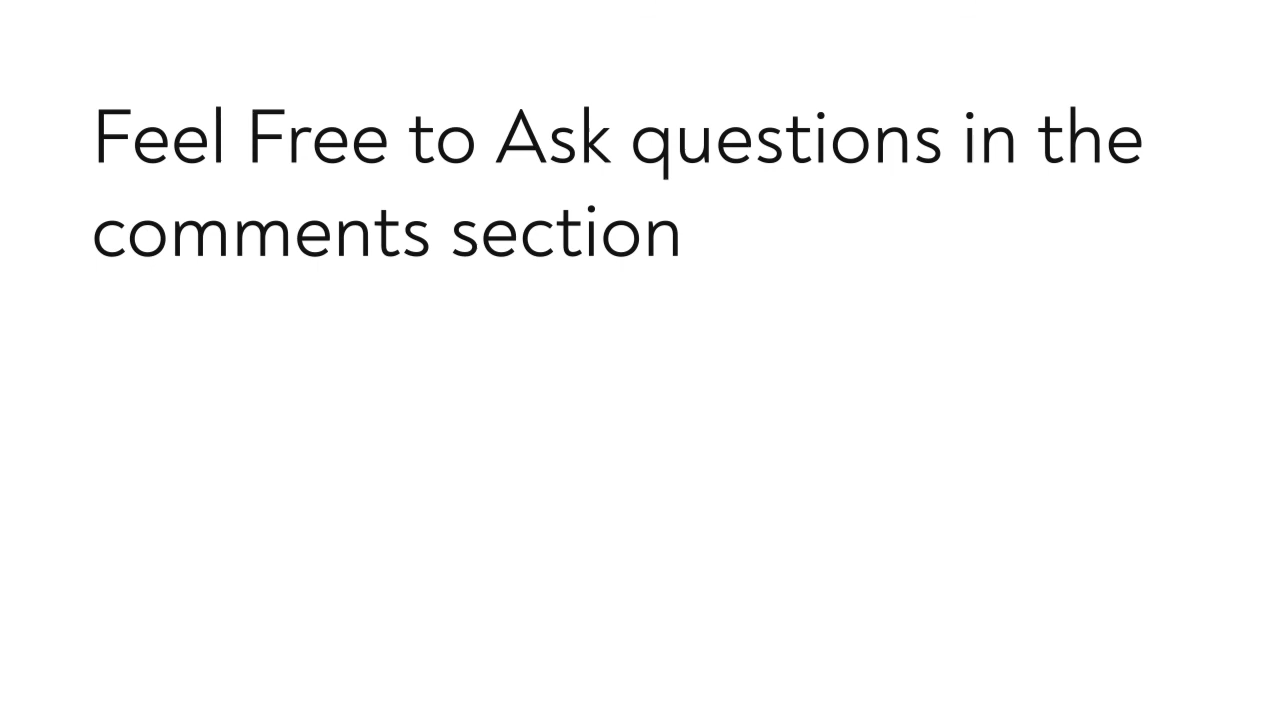 Feel Free to Ask questions in the
comments section